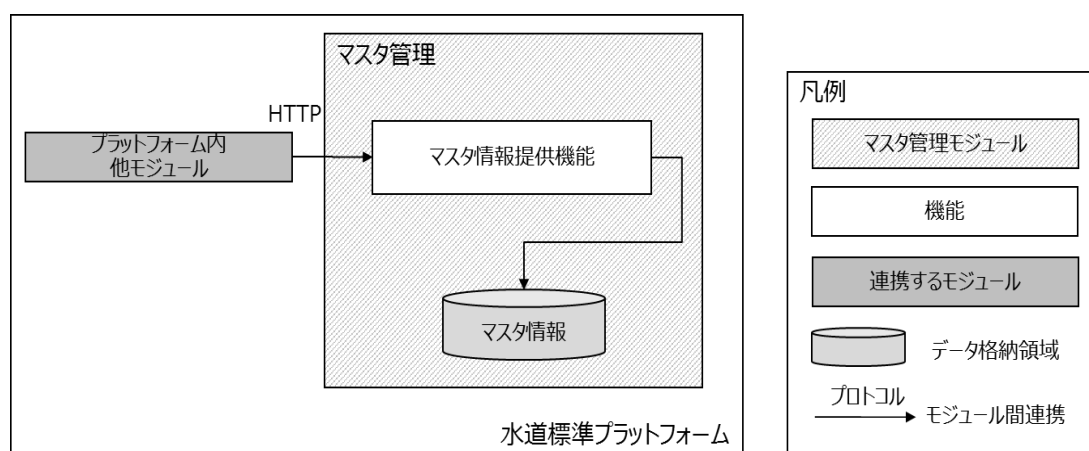 マスタ管理
HTTP
プラットフォーム内
他モジュール
マスタ情報提供機能
マスタ情報
水道標準プラットフォーム
凡例
マスタ管理モジュール
機能
連携するモジュール
データ格納領域
プロトコル
モジュール間連携